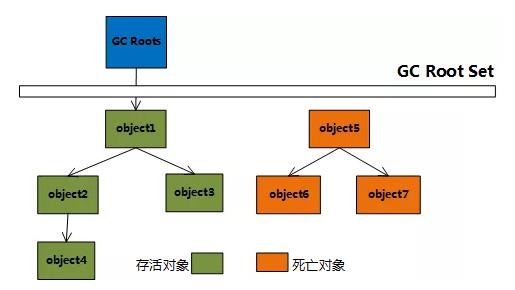 GC Roots
GC Root Set
object1
object5
object2
object3
object6
object7
object4
存活对象
死亡对象